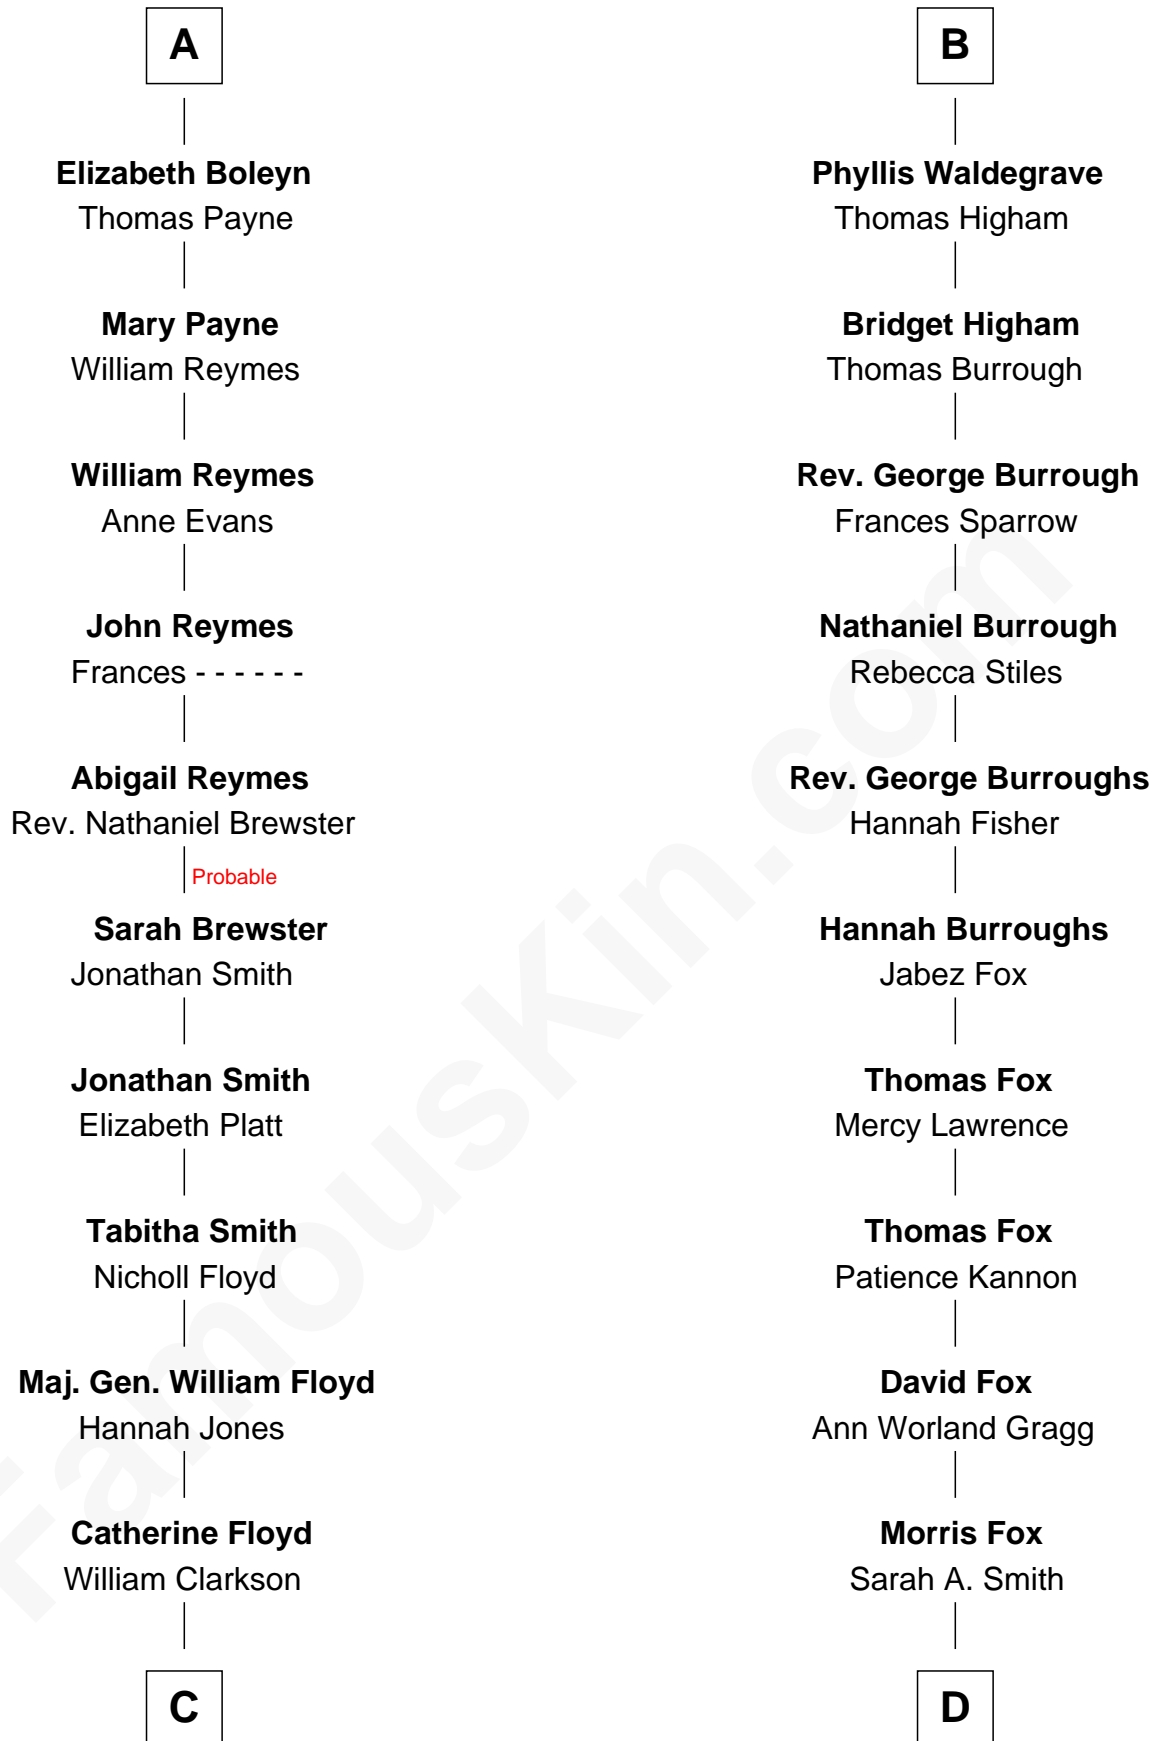 A
Elizabeth Boleyn
Thomas Payne
Mary Payne
William Reymes
William Reymes
Anne Evans
John Reymes
Frances - - - - - -
Abigail Reymes
Rev. Nathaniel Brewster
Probable
Sarah Brewster
Jonathan Smith
Jonathan Smith
Elizabeth Platt
Tabitha Smith
Nicholl Floyd
Maj. Gen. William Floyd
Hannah Jones
Catherine Floyd
William Clarkson
C
B
Phyllis Waldegrave
Thomas Higham
Bridget Higham
Thomas Burrough
Rev. George Burrough
Frances Sparrow
Nathaniel Burrough
Rebecca Stiles
Rev. George Burroughs
Hannah Fisher
Hannah Burroughs
Jabez Fox
Thomas Fox
Mercy Lawrence
Thomas Fox
Patience Kannon
David Fox
Ann Worland Gragg
Morris Fox
Sarah A. Smith
D
FamousKin.com